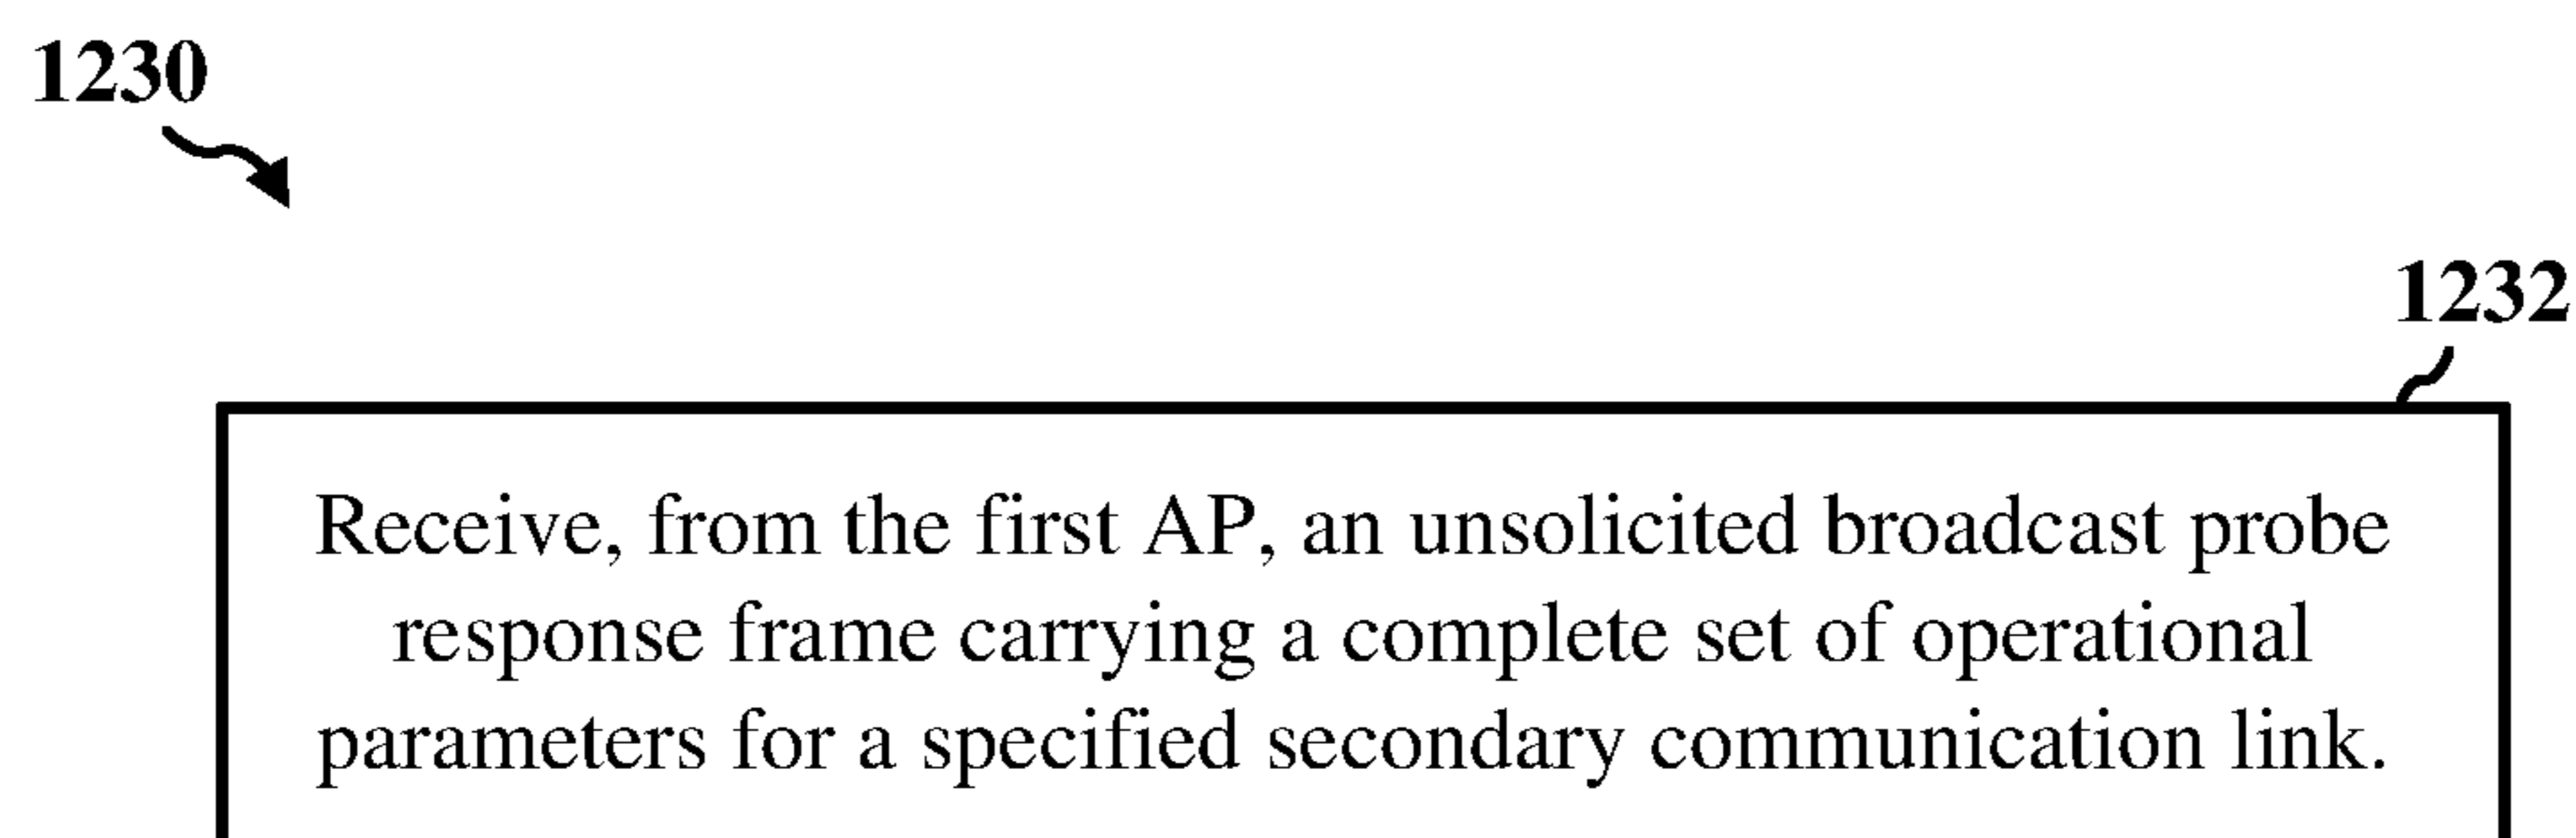 1230
1232
Receive, from the first AP, an unsolicited broadcast probe
response frame carrying a complete set of operational
parameters for a specified secondary communication link.